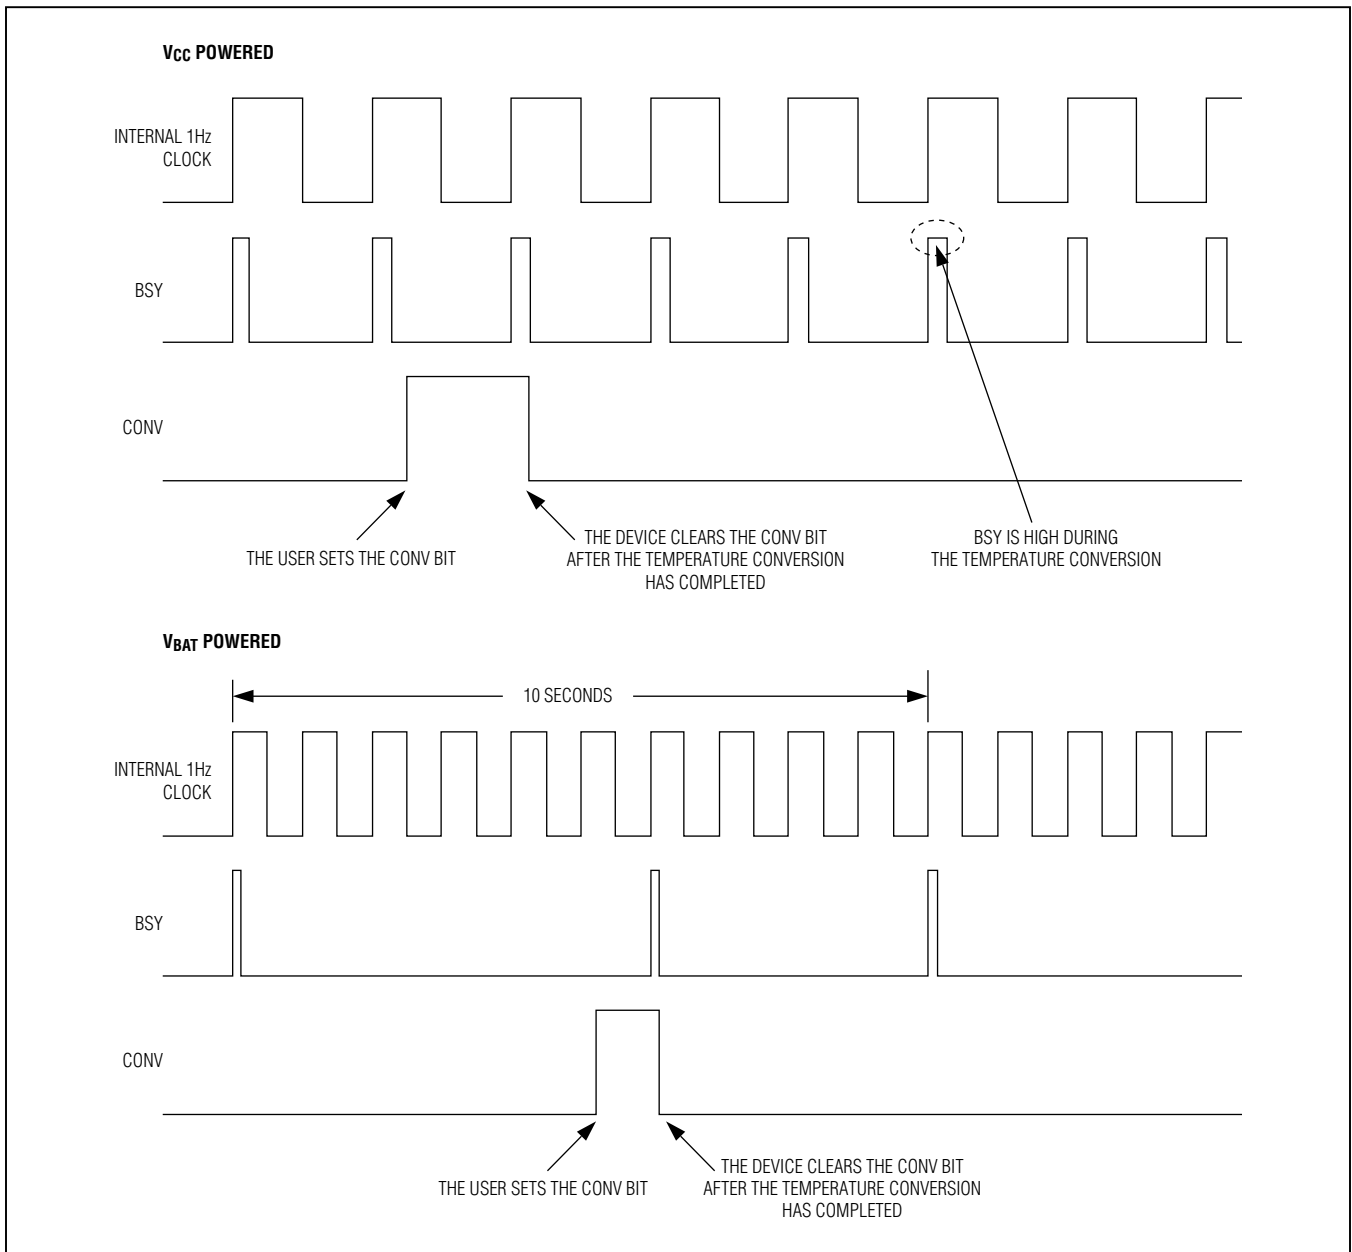 VCC POWERED
INTERNAL 1Hz
CLOCK
BSY
CONV
THE USER SETS THE CONV BIT
THE DEVICE CLEARS THE CONV BIT
AFTER THE TEMPERATURE CONVERSION
HAS COMPLETED
BSY IS HIGH DURING
THE TEMPERATURE CONVERSION
VBAT POWERED
10 SECONDS
INTERNAL 1Hz
CLOCK
BSY
CONV
THE USER SETS THE CONV BIT
THE DEVICE CLEARS THE CONV BIT
AFTER THE TEMPERATURE CONVERSION
HAS COMPLETED